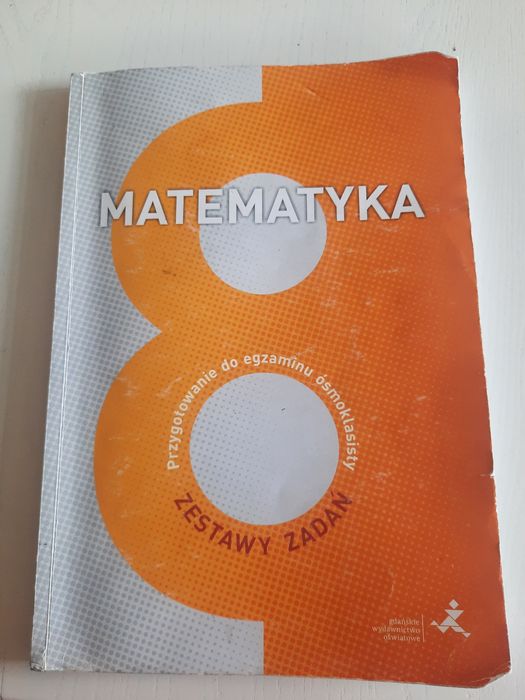 MATEMATYKA
Przygotowanie do egzaminu ósmoklasisty
ZESTAWY ZADAŃ
gdańskie
wydawnictwo
oświatowe